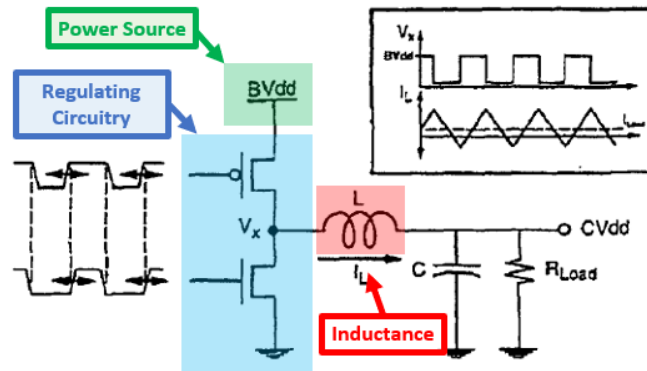 Power Source
Regulating
Circuitry
BVdd
Vx
L
IL
Inductance
C
RLoad
CVdd
Vx
BVdd
IL
ILoad